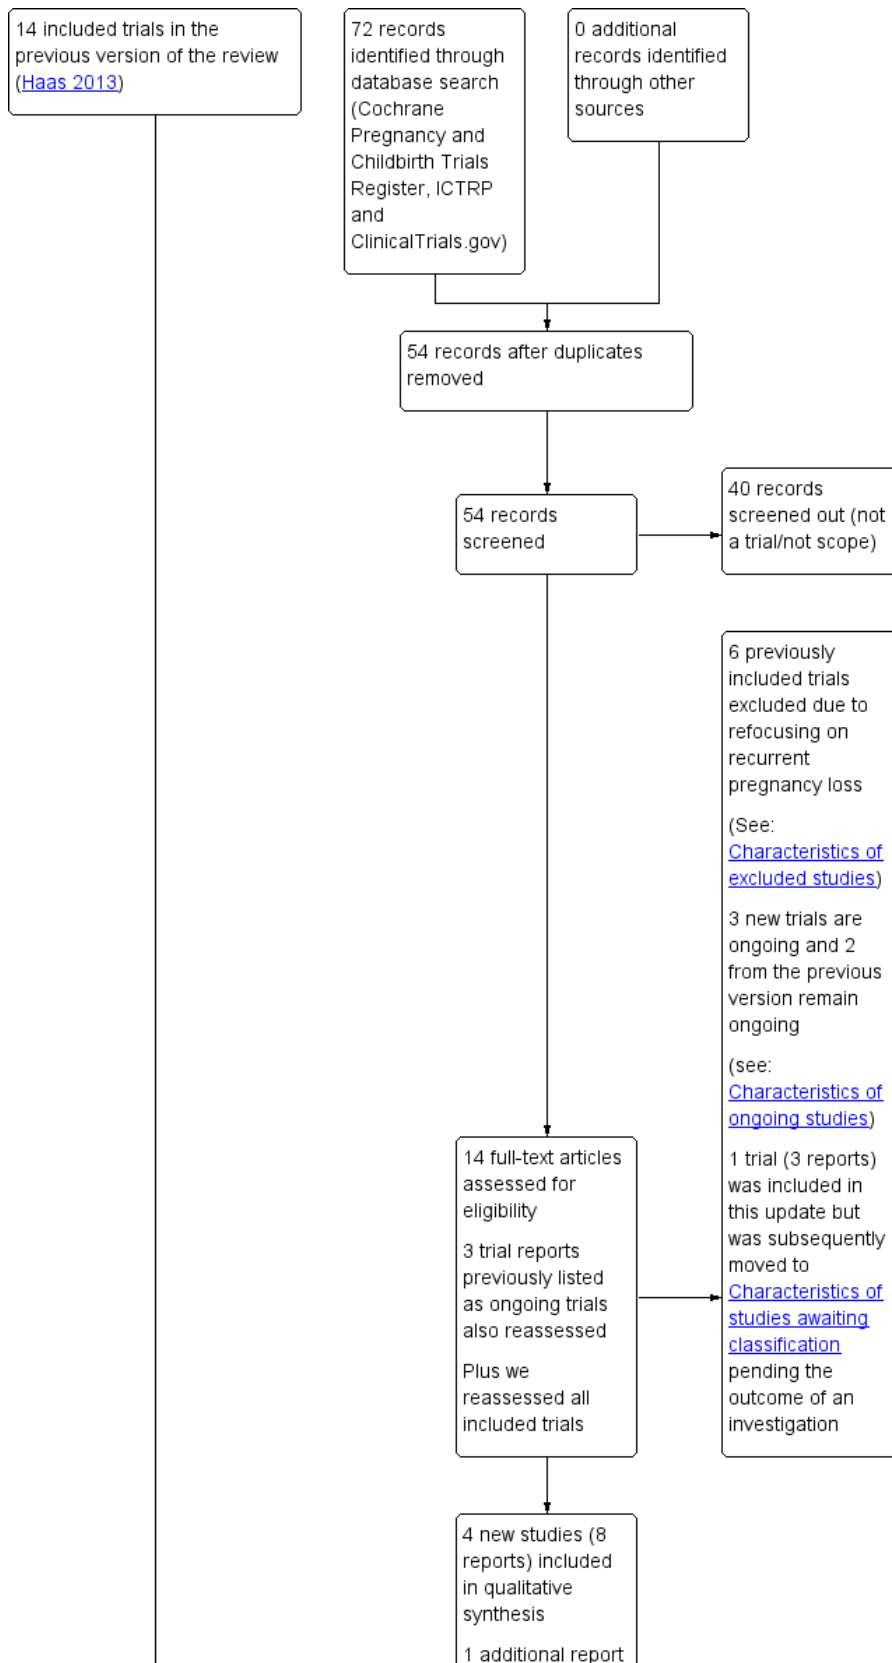 14 included trials in the
previous version of the review
(Haas 2013)
72 records
identified through
database search
(Cochrane
Pregnancy and
Childbirth Trials
Register, ICTRP
and
ClinicalTrials.gov)
0 additional
records identified
through other
sources
54 records after duplicates
removed
54 records
screened
40 records
screened out (not
a trial/not scope)
6 previously
included trials
excluded due to
refocusing on
recurrent
pregnancy loss
(See:
Characteristics of
excluded studies)
3 new trials are
ongoing and 2
from the previous
version remain
ongoing
(see:
Characteristics of
ongoing studies)
1 trial (3 reports)
was included in
this update but
was subsequently
moved to
Characteristics of
studies awaiting
classification
pending the
outcome of an
investigation
14 full-text articles
assessed for
eligibility
3 trial reports
previously listed
as ongoing trials
also reassessed
Plus we
reassessed all
included trials
4 new studies (8
reports) included
in qualitative
synthesis
1 additional report